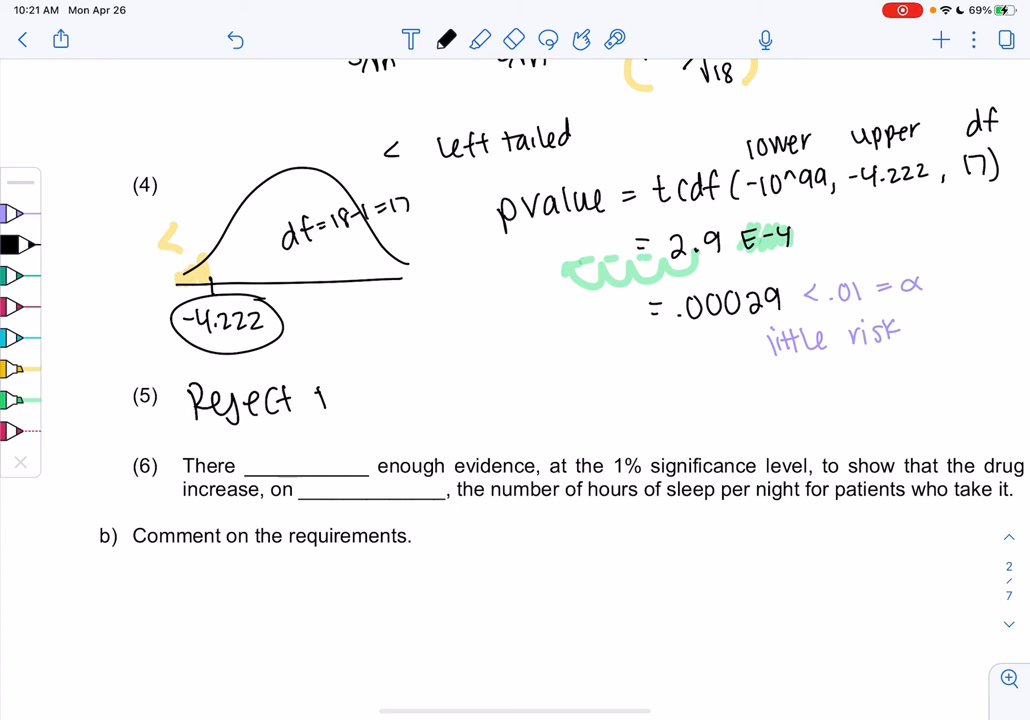 10:21 AM Mon Apr 26
69%
T
√18
< left tailed
lower upper df
(4)
df=18-1=17
pvalue = tcdf(-10^99, -4.222, 17)
<
= 2.9 E-4
-4.222
= .00029 < .01 = α
little risk
(5) Reject
(6) There ____________ enough evidence, at the 1% significance level, to show that the drug
increase, on ______________, the number of hours of sleep per night for patients who take it.
b) Comment on the requirements.
2
/
7